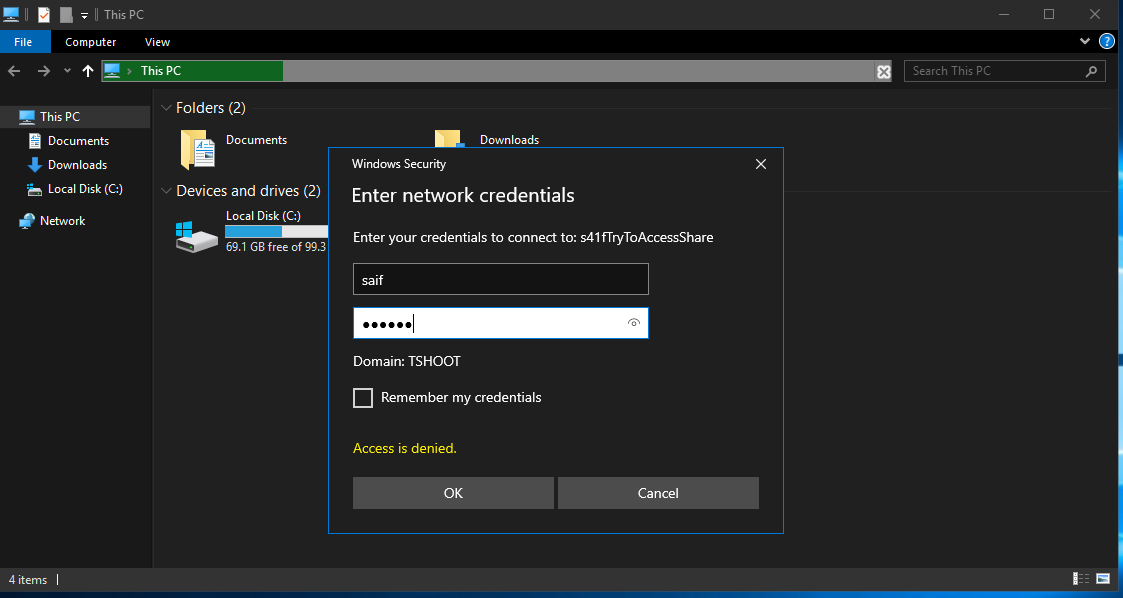 This PC
File
Computer
View
?
This PC
Search This PC
This PC
Documents
Downloads
Local Disk (C:)
Network
Folders (2)
Documents
Downloads
Devices and drives (2)
Local Disk (C:)
69.1 GB free of 99.3
Windows Security
Enter network credentials
Enter your credentials to connect to: s41fTryToAccessShare
saif
Domain: TSHOOT
Remember my credentials
Access is denied.
OK
Cancel
4 items